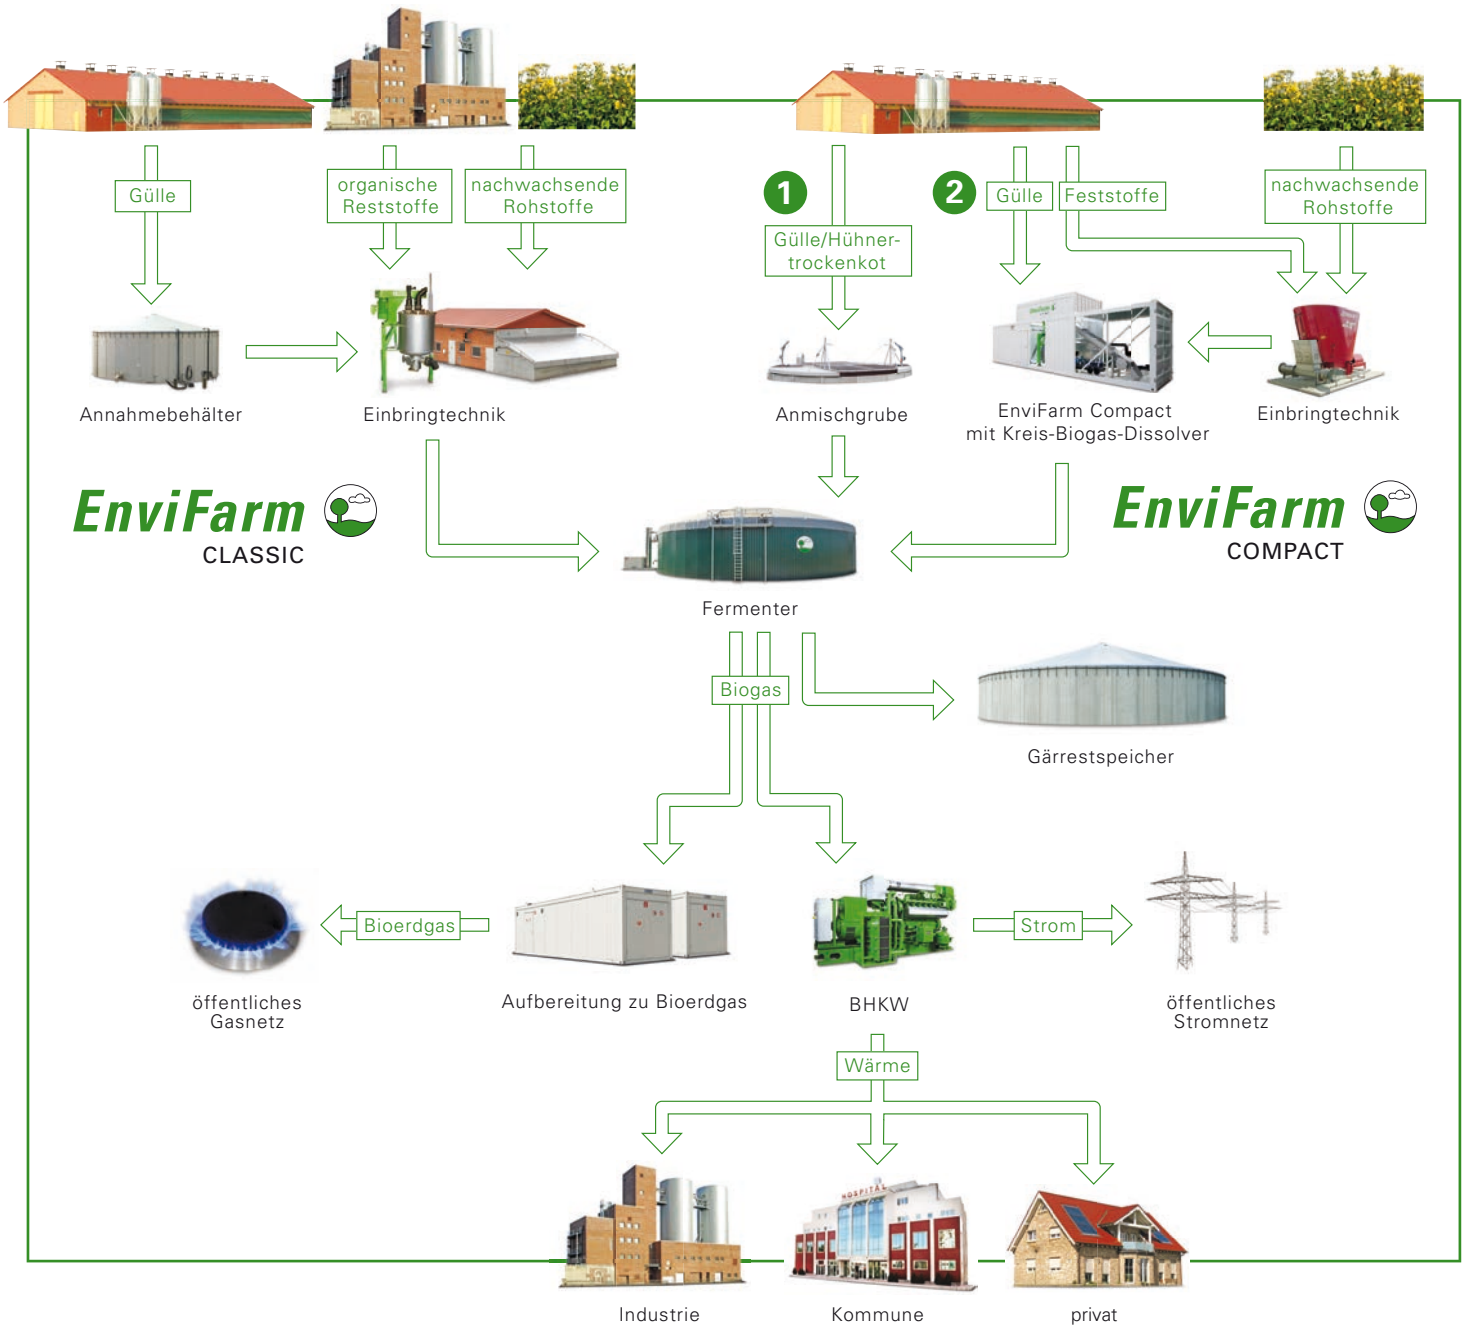 Gülle
organische
Reststoffe
nachwachsende
Rohstoffe
1
Gülle/Hühner-
trockenkot
2
Gülle
Feststoffe
nachwachsende
Rohstoffe
EnviFarm
Annahmebehälter
Einbringtechnik
Anmischgrube
EnviFarm Compact
mit Kreis-Biogas-Dissolver
Einbringtechnik
EnviFarm
CLASSIC
EnviFarm
COMPACT
Fermenter
Biogas
Gärrestspeicher
Bioerdgas
Strom
öffentliches
Gasnetz
Aufbereitung zu Bioerdgas
BHKW
öffentliches
Stromnetz
Wärme
HOSPITAL
Industrie
Kommune
privat